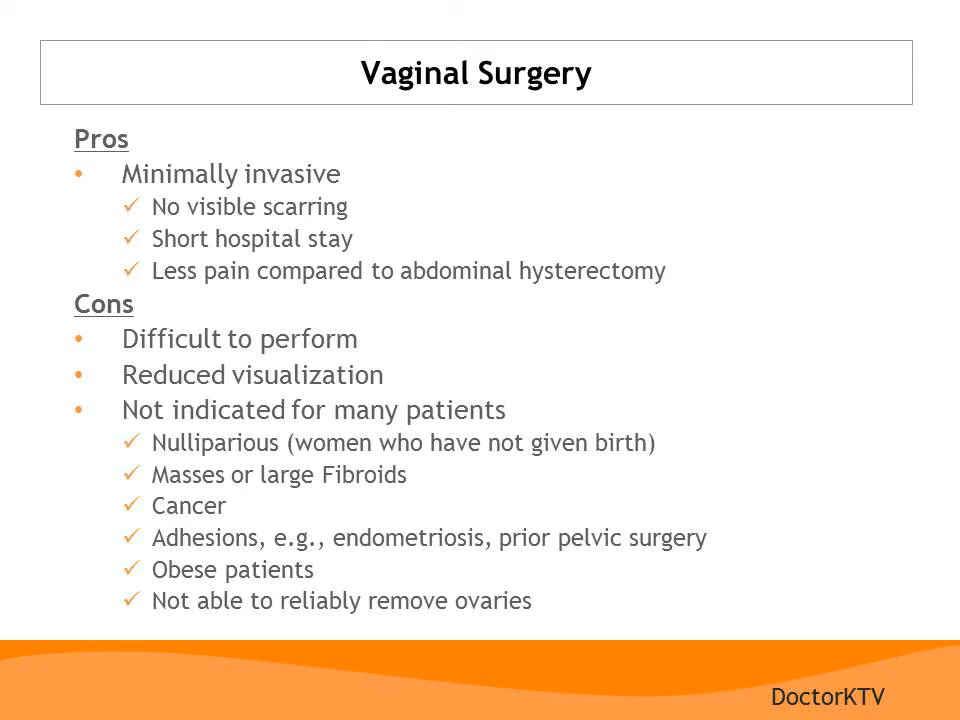 Vaginal Surgery
Pros
• Minimally invasive
✓ No visible scarring
✓ Short hospital stay
✓ Less pain compared to abdominal hysterectomy
Cons
• Difficult to perform
• Reduced visualization
• Not indicated for many patients
✓ Nulliparious (women who have not given birth)
✓ Masses or large Fibroids
✓ Cancer
✓ Adhesions, e.g., endometriosis, prior pelvic surgery
✓ Obese patients
✓ Not able to reliably remove ovaries
DoctorKTV